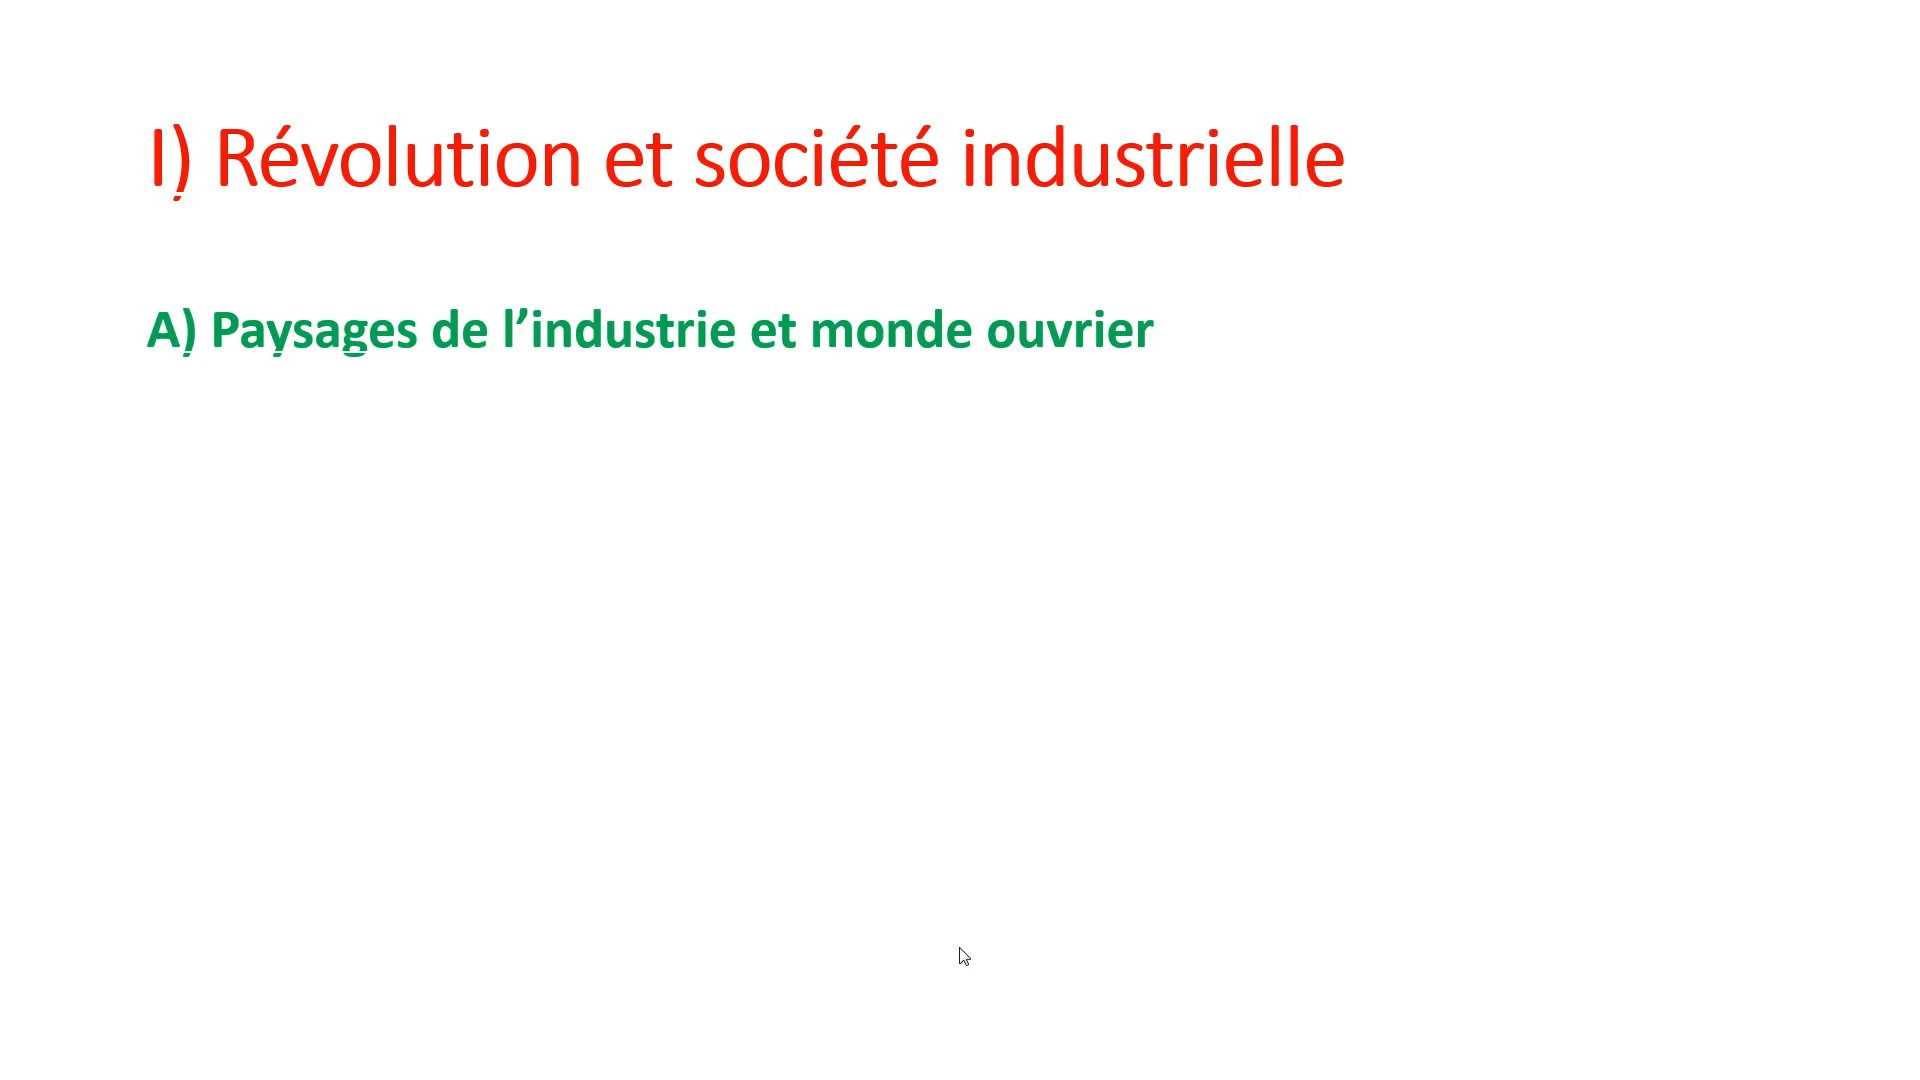 I) Révolution et société industrielle
A) Paysages de l’industrie et monde ouvrier